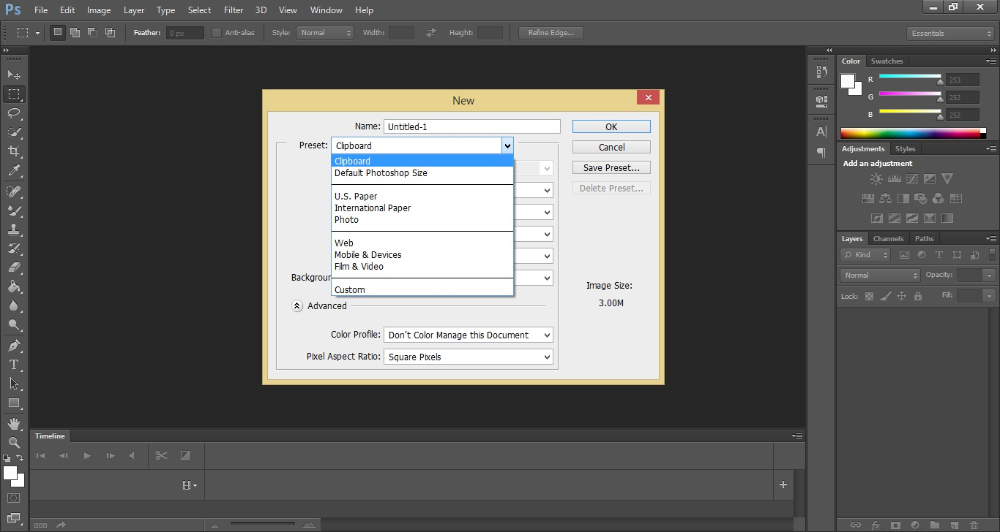 Ps File Edit Image Layer Type Select Filter 3D View Window Help
Feather: 0 px Anti-alias Style: Normal Width: Height: Refine Edge... Essentials
New
Name: Untitled-1
Preset: Clipboard
Clipboard
Default Photoshop Size
U.S. Paper
International Paper
Photo
Web
Mobile & Devices
Film & Video
Custom
Advanced
Color Profile: Don't Color Manage this Document
Pixel Aspect Ratio: Square Pixels
OK
Cancel
Save Preset...
Delete Preset...
Image Size:
3.00M
Color Swatches
R 253
G 252
B 252
Adjustments Styles
Add an adjustment
Layers Channels Paths
Kind
Normal Opacity:
Lock: Fill:
Timeline
T
A
T
fx